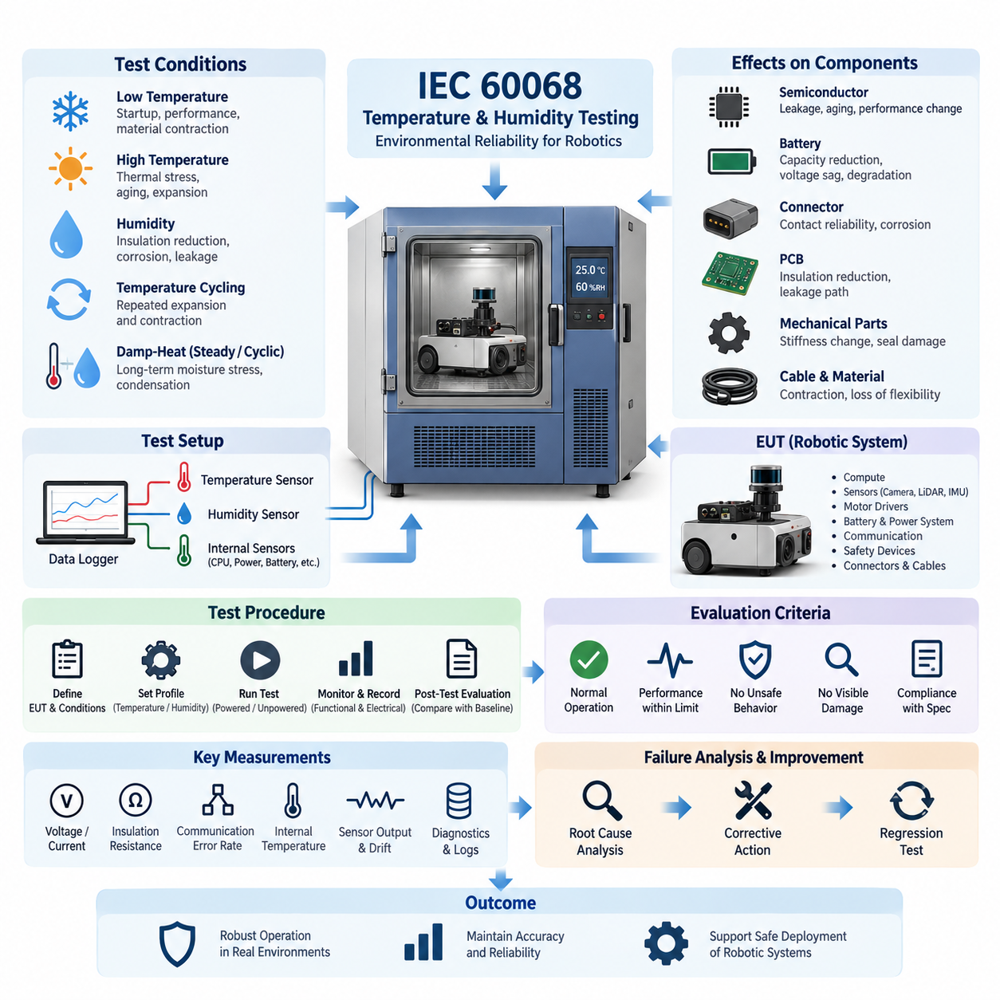 Test Conditions
Low Temperature
Startup, performance,
material contraction
High Temperature
Thermal stress,
aging, expansion
Humidity
Insulation reduction,
corrosion, leakage
Temperature Cycling
Repeated expansion
and contraction
Damp-Heat (Steady / Cyclic)
Long-term moisture stress,
condensation
IEC 60068
Temperature & Humidity Testing
Environmental Reliability for Robotics
25.0 °C
60 %RH
Effects on Components
Semiconductor
Leakage, aging, performance change
Battery
Capacity reduction,
voltage sag, degradation
Connector
Contact reliability, corrosion
PCB
Insulation reduction,
leakage path
Mechanical Parts
Stiffness change, seal damage
Cable & Material
Contraction, loss of flexibility
Test Setup
Temperature Sensor
Humidity Sensor
Internal Sensors
(CPU, Power, Battery, etc.)
Data Logger
EUT (Robotic System)
• Compute
• Sensors (Camera, LiDAR, IMU)
• Motor Drivers
• Battery & Power System
• Communication
• Safety Devices
• Connectors & Cables
Test Procedure
Define
EUT & Conditions
Set Profile
(Temperature / Humidity)
Run Test
(Powered / Unpowered)
Monitor & Record
(Functional & Electrical)
Post-Test Evaluation
(Compare with Baseline)
Evaluation Criteria
Normal
Operation
Performance
within Limit
No Unsafe
Behavior
No Visible
Damage
Compliance
with Spec
Key Measurements
V
Voltage /
Current
Ω
Insulation
Resistance
Communication
Error Rate
Internal
Temperature
Sensor Output
& Drift
Diagnostics
& Logs
Failure Analysis & Improvement
Root Cause
Analysis
Corrective
Action
Regression
Test
Outcome
Robust Operation
in Real Environments
Maintain Accuracy
and Reliability
Support Safe Deployment
of Robotic Systems